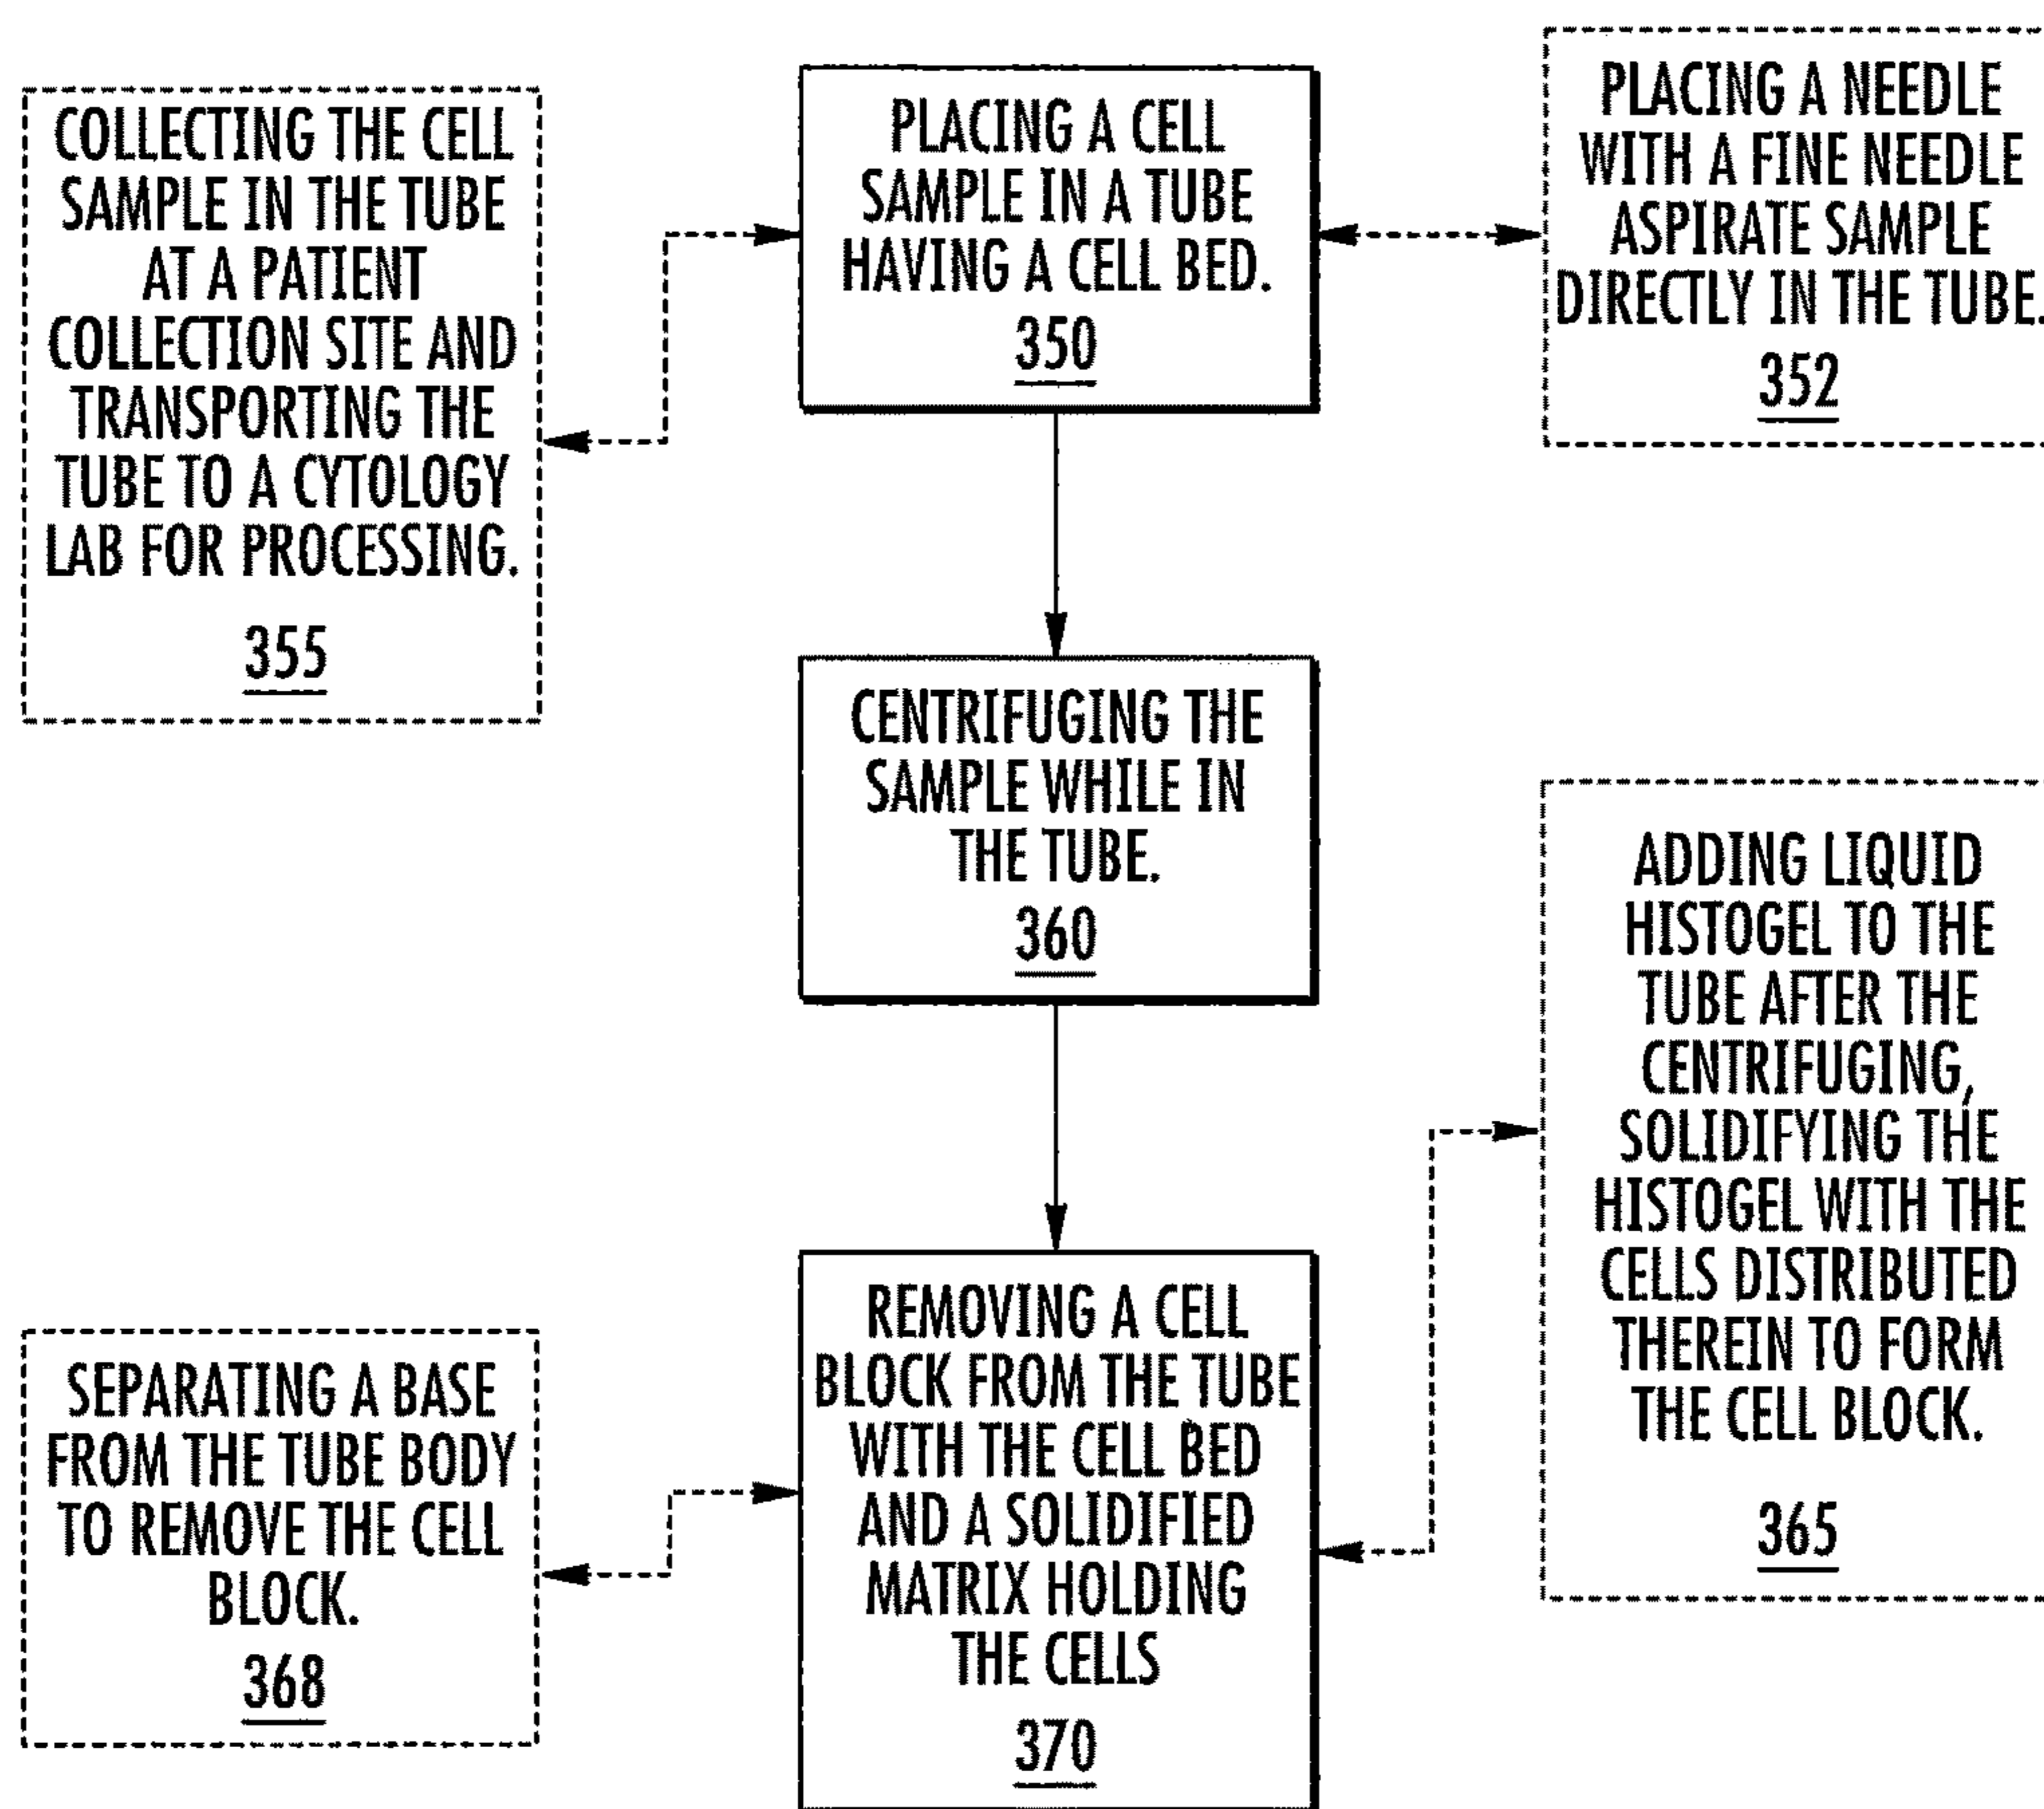 COLLECTING THE CELL
SAMPLE IN THE TUBE
AT A PATIENT
COLLECTION SITE AND
TRANSPORTING THE
TUBE TO A CYTOLOGY
LAB FOR PROCESSING.
355
PLACING A CELL
SAMPLE IN A TUBE
HAVING A CELL BED.
350
PLACING A NEEDLE
WITH A FINE NEEDLE
ASPIRATE SAMPLE
DIRECTLY IN THE TUBE.
352
CENTRIFUGING THE
SAMPLE WHILE IN
THE TUBE.
360
ADDING LIQUID
HISTOGEL TO THE
TUBE AFTER THE
CENTRIFUGING,
SOLIDIFYING THE
HISTOGEL WITH THE
CELLS DISTRIBUTED
THEREIN TO FORM
THE CELL BLOCK.
365
SEPARATING A BASE
FROM THE TUBE BODY
TO REMOVE THE CELL
BLOCK.
368
REMOVING A CELL
BLOCK FROM THE TUBE
WITH THE CELL BED
AND A SOLIDIFIED
MATRIX HOLDING
THE CELLS
370